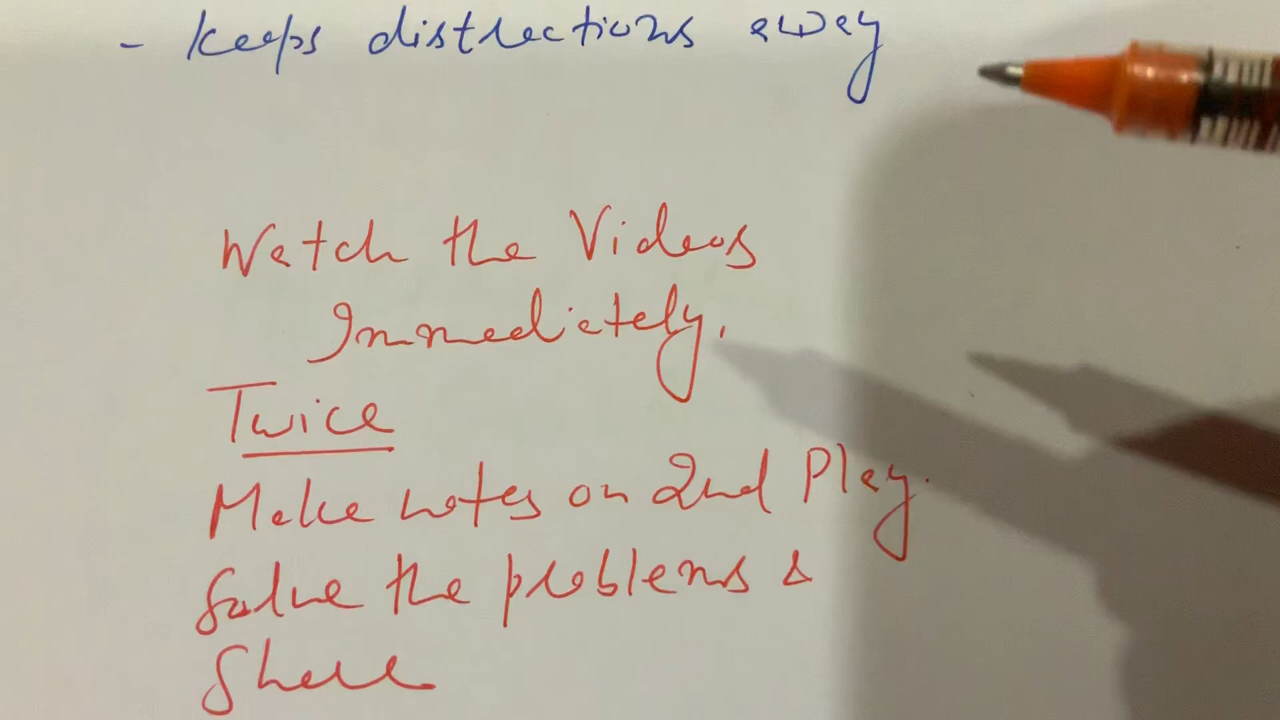 - Keeps distractions away
Watch the Videos
Immediately.
Twice
Make notes on 2nd Play.
Solve the problems &
Share